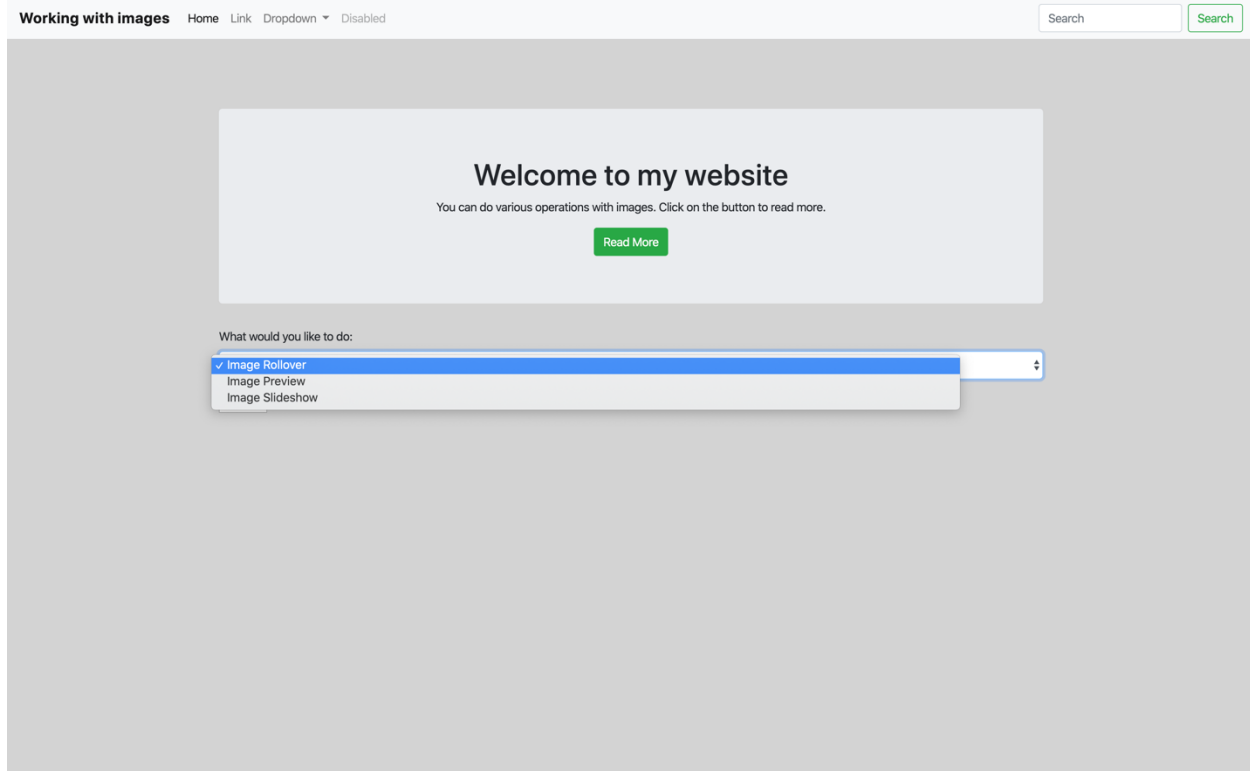 Working with images Home Link Dropdown Disabled Search Search
Welcome to my website
You can do various operations with images. Click on the button to read more.
Read More
What would you like to do:
✓ Image Rollover
Image Preview
Image Slideshow